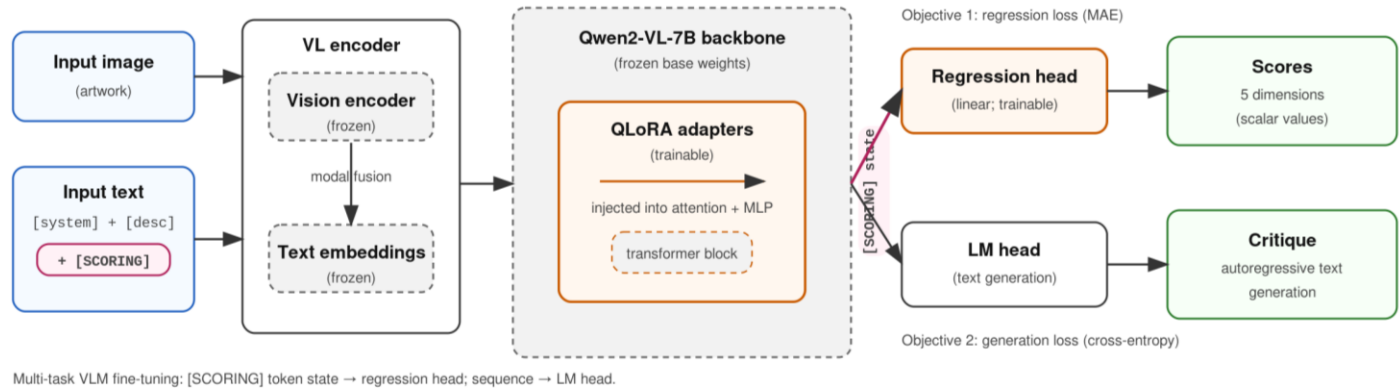 Input image
(artwork)
Input text
[system] + [desc]
+ [SCORING]
VL encoder
Vision encoder
(frozen)
modal fusion
Text embeddings
(frozen)
Qwen2-VL-7B backbone
(frozen base weights)
QLoRA adapters
(trainable)
injected into attention + MLP
transformer block
[SCORING] state
Objective 1: regression loss (MAE)
Regression head
(linear; trainable)
Scores
5 dimensions
(scalar values)
LM head
(text generation)
Critique
autoregressive text
generation
Objective 2: generation loss (cross-entropy)
Multi-task VLM fine-tuning: [SCORING] token state → regression head; sequence → LM head.